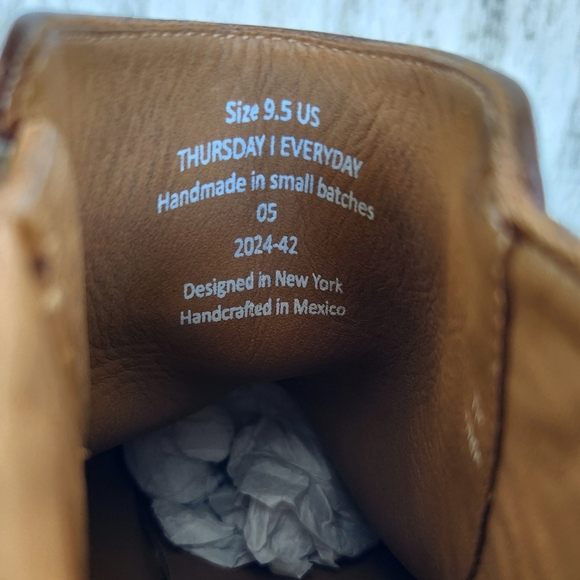 Size 9.5 US
THURSDAY | EVERYDAY
Handmade in small batches
05
2024-42
Designed in New York
Handcrafted in Mexico